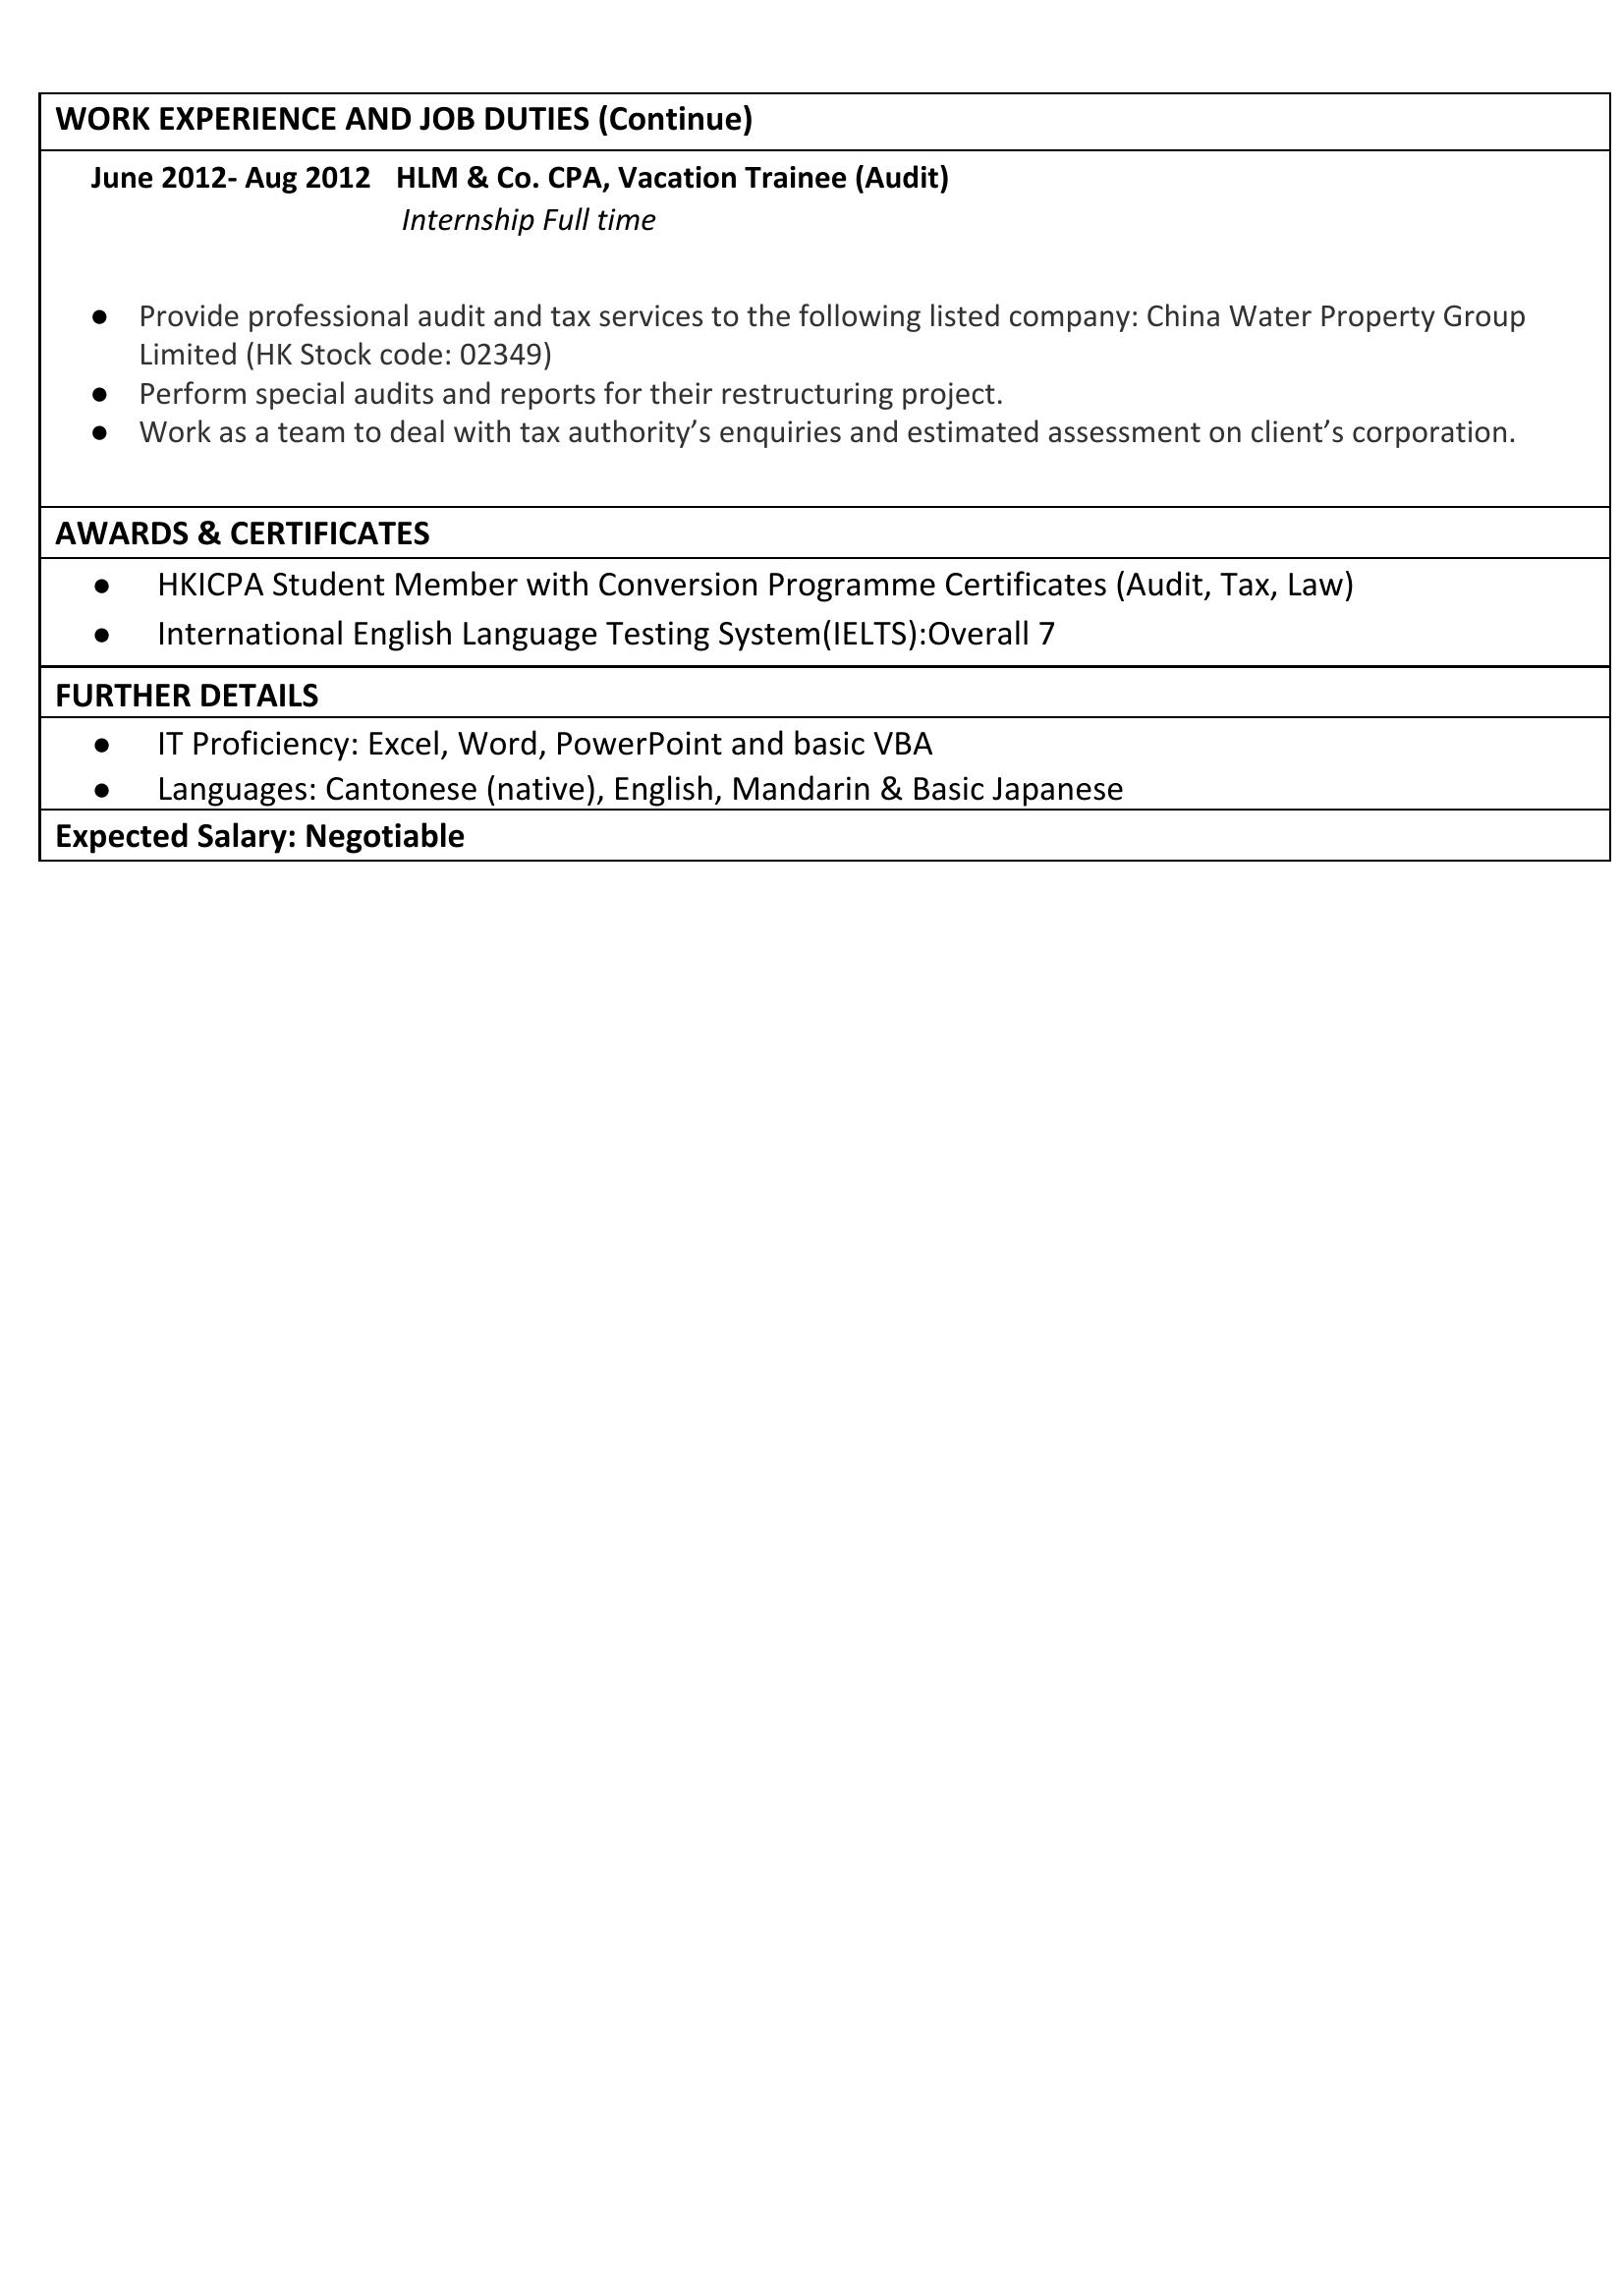 WORK EXPERIENCE AND JOB DUTIES (Continue)
June 2012- Aug 2012 HLM & Co. CPA, Vacation Trainee (Audit)
Internship Full time
● Provide professional audit and tax services to the following listed company: China Water Property Group
Limited (HK Stock code: 02349)
● Perform special audits and reports for their restructuring project.
● Work as a team to deal with tax authority’s enquiries and estimated assessment on client’s corporation.
AWARDS & CERTIFICATES
● HKICPA Student Member with Conversion Programme Certificates (Audit, Tax, Law)
● International English Language Testing System(IELTS):Overall 7
FURTHER DETAILS
● IT Proficiency: Excel, Word, PowerPoint and basic VBA
● Languages: Cantonese (native), English, Mandarin & Basic Japanese
Expected Salary: Negotiable